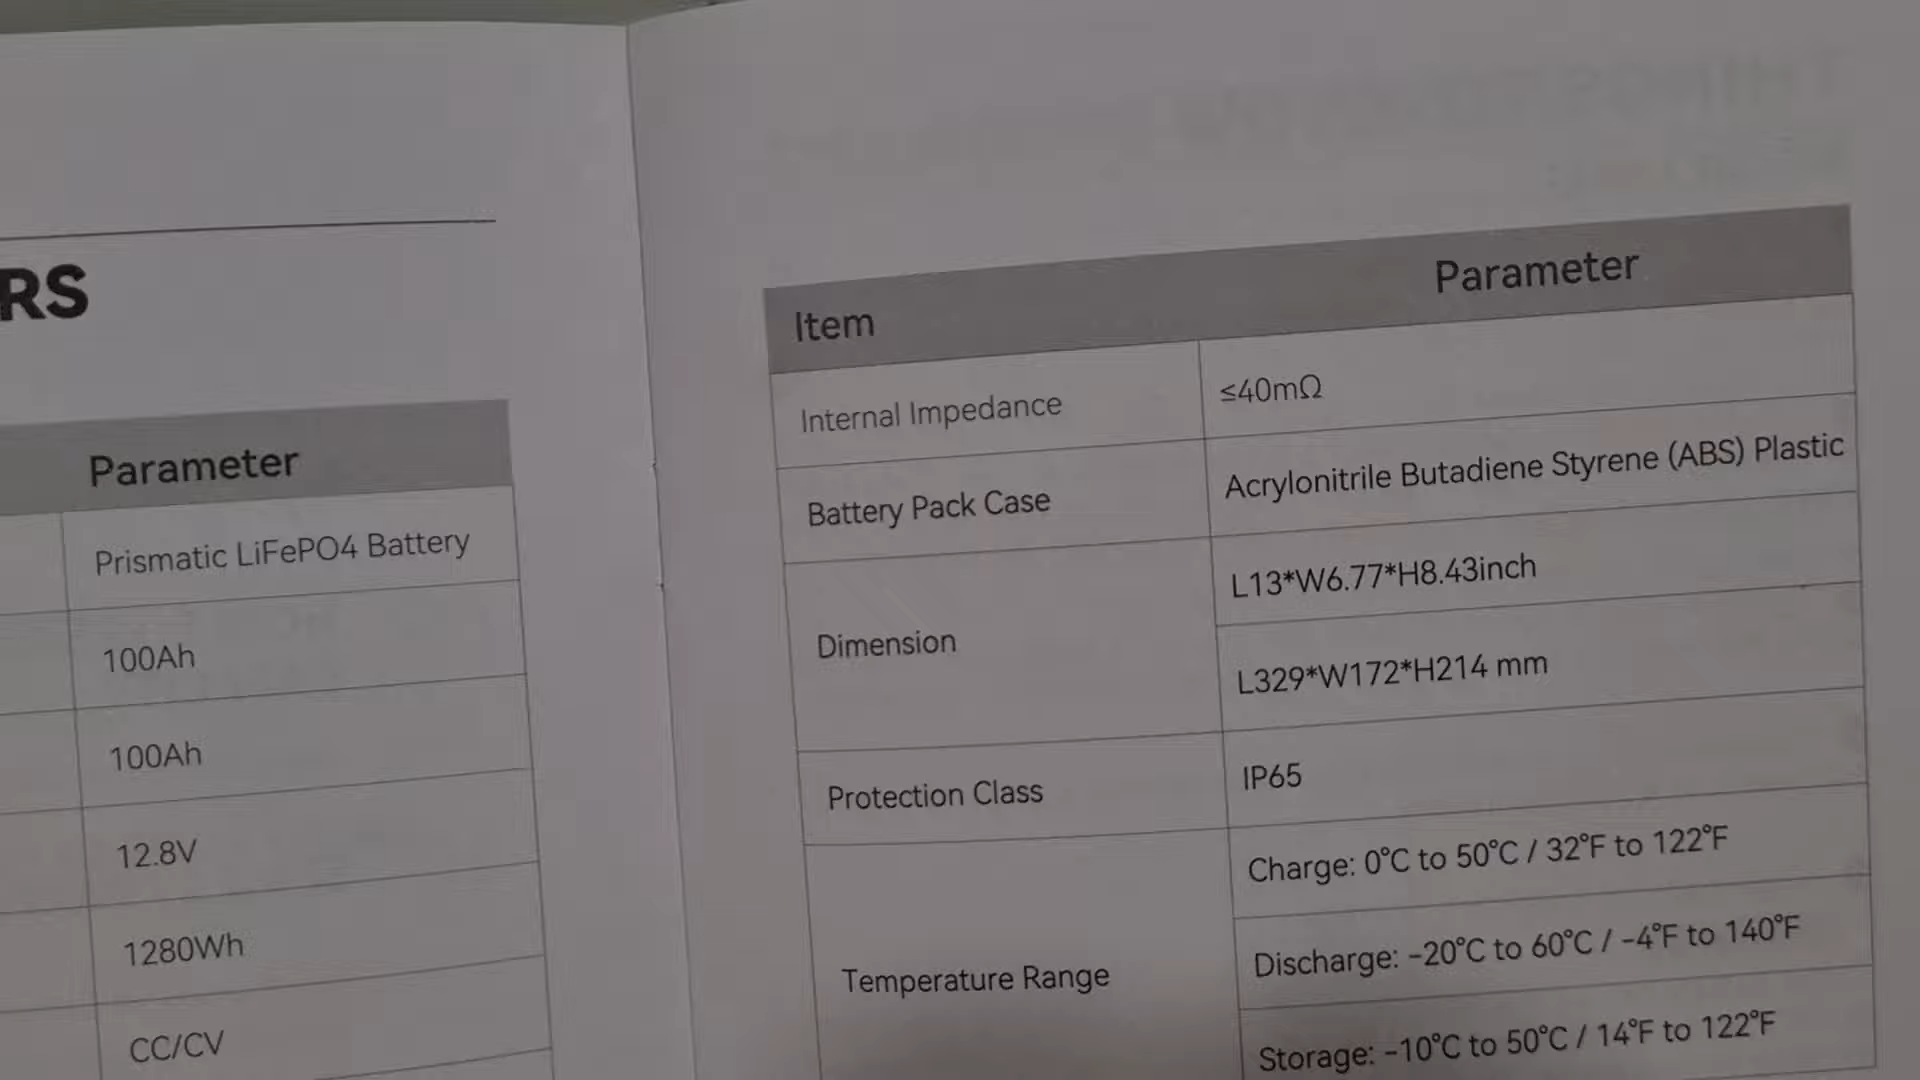 RS
Parameter
Prismatic LiFePO4 Battery
100Ah
100Ah
12.8V
1280Wh
CC/CV
Item Parameter
Internal Impedance ≤40mΩ
Battery Pack Case Acrylonitrile Butadiene Styrene (ABS) Plastic
Dimension L13*W6.77*H8.43inch
L329*W172*H214 mm
Protection Class IP65
Temperature Range Charge: 0°C to 50°C / 32°F to 122°F
Discharge: -20°C to 60°C / -4°F to 140°F
Storage: -10°C to 50°C / 14°F to 122°F